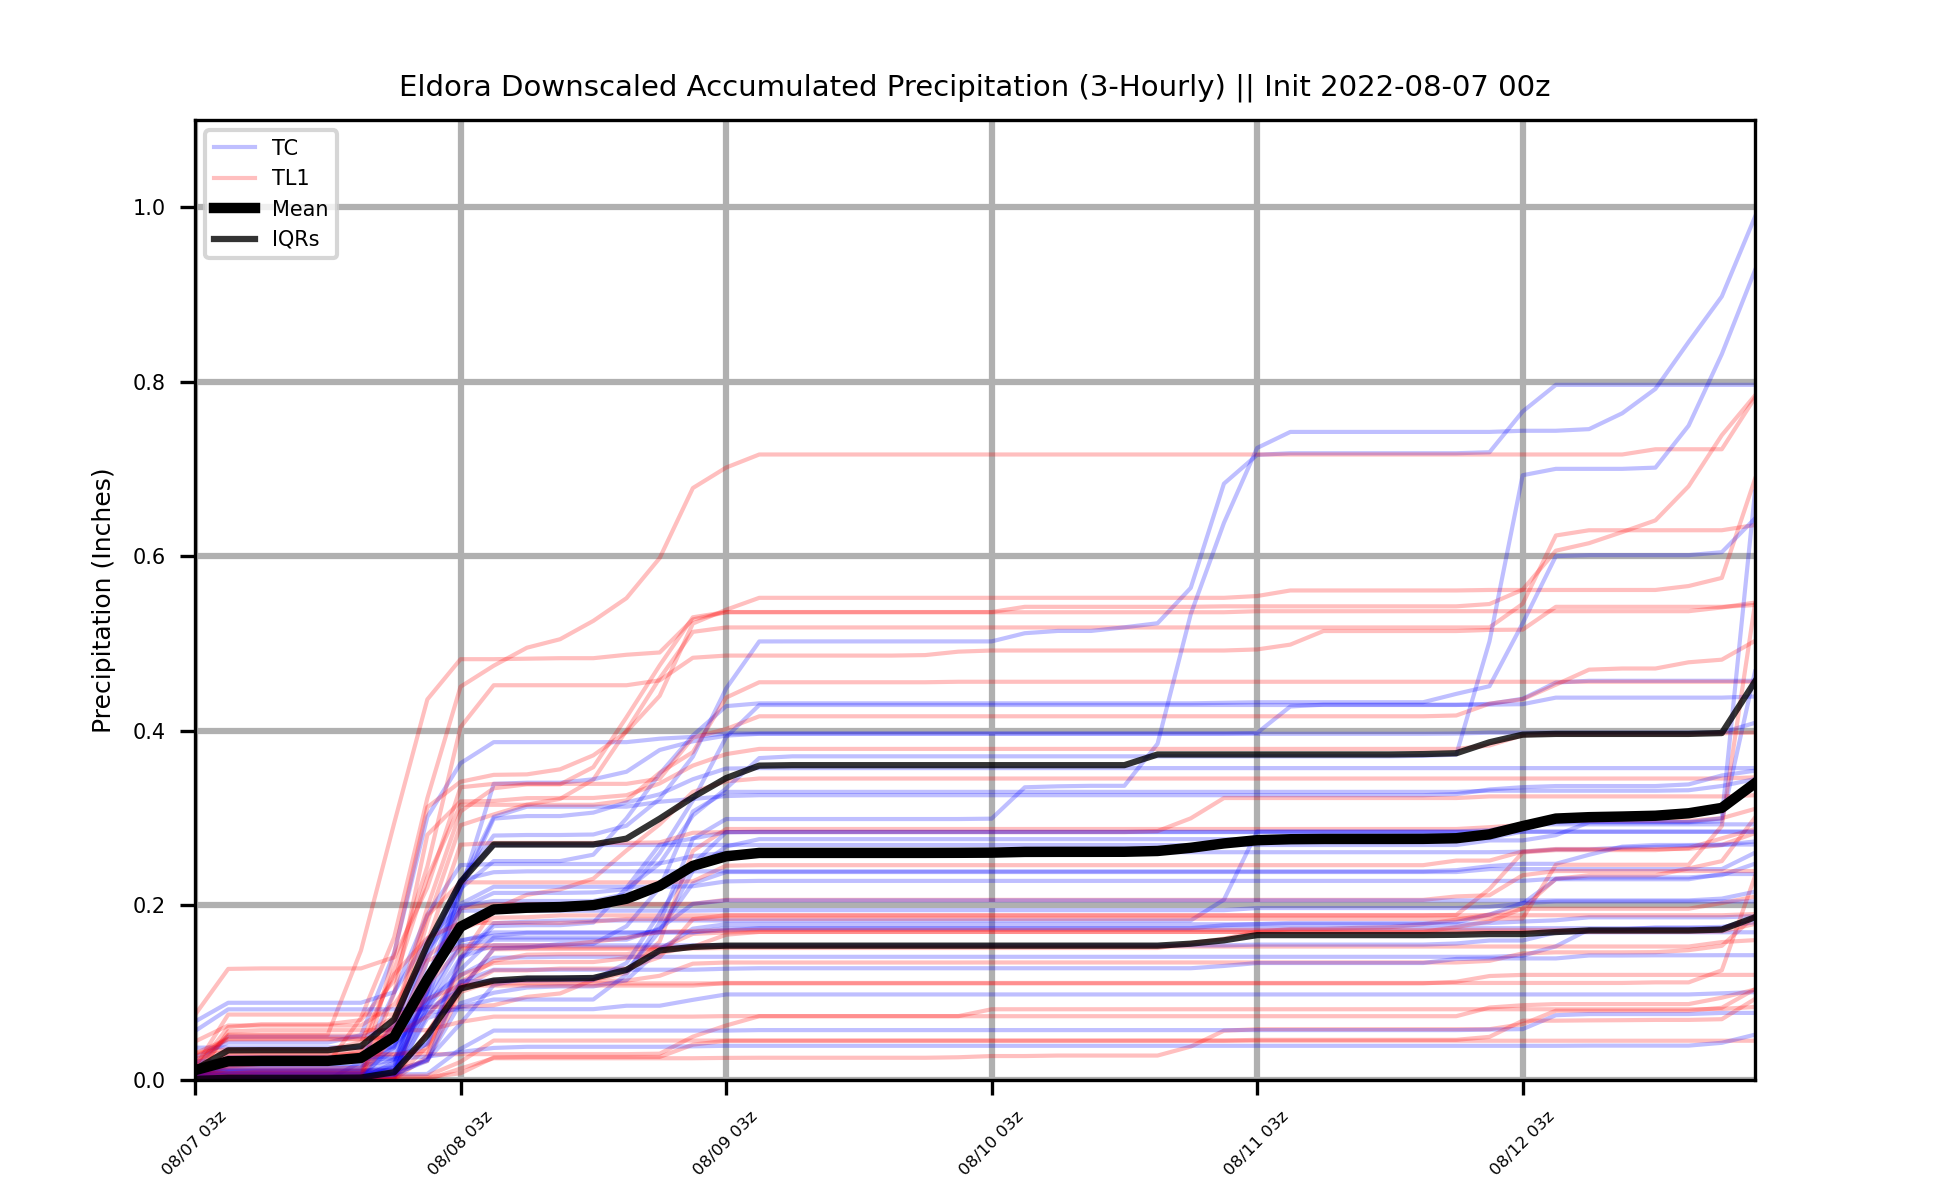 Eldora Downscaled Accumulated Precipitation (3-Hourly) || Init 2022-08-07 00z
TC
TL1
Mean
IQRs
Precipitation (Inches)
1.0
0.8
0.6
0.4
0.2
0.0
08/07 03z
08/08 03z
08/09 03z
08/10 03z
08/11 03z
08/12 03z